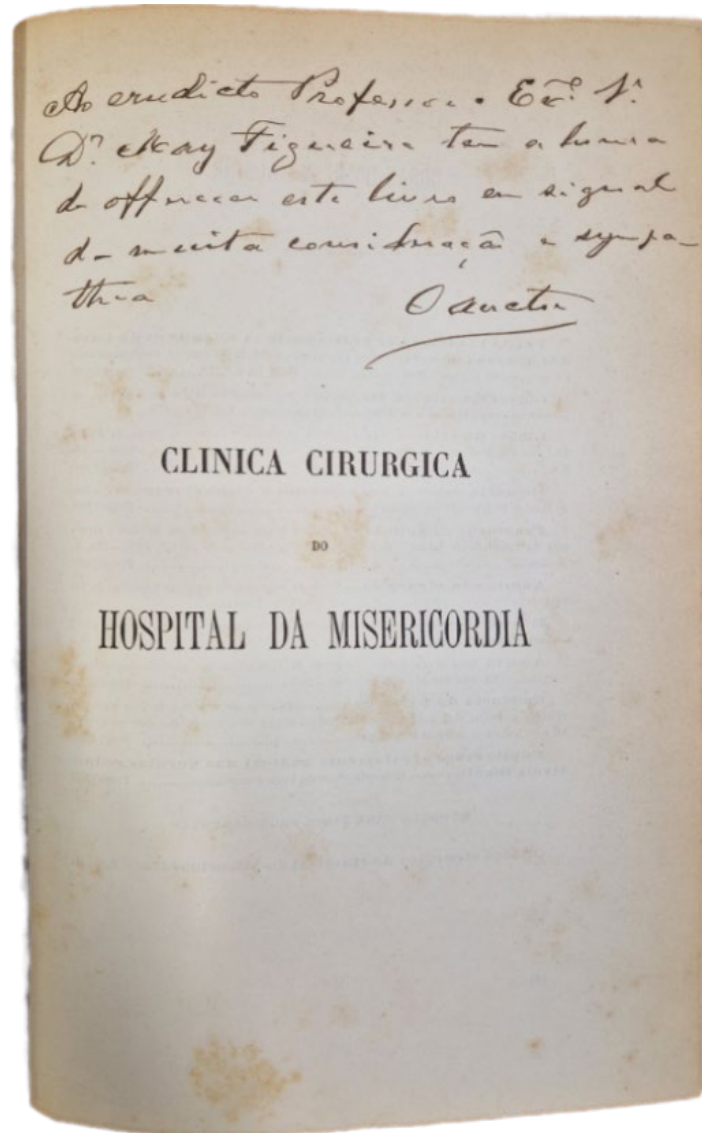 Ao erudicto Professor o Exº. Sr.
Dr. May Figueira tem a honra
de offerecer este livro em signal
de muita consideração e sympa-
thia O auctor
CLINICA CIRURGICA
DO
HOSPITAL DA MISERICORDIA